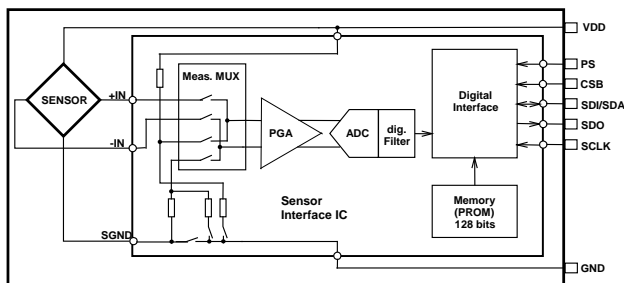 VDD
PS
CSB
SDI/SDA
SDO
SCLK
GND
SENSOR
+IN
-IN
SGND
Meas. MUX
PGA
ADC
dig.
Filter
Digital
Interface
Memory
(PROM)
128 bits
Sensor
Interface IC